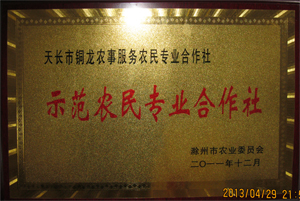 天长市铜龙农事服务农民专业合作社
示范农民专业合作社
滁州市农业委员会
二〇一一年十二月
2013/04/29 21: